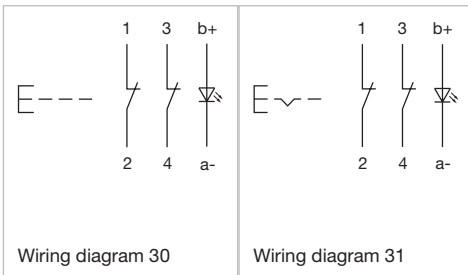 1 3 b+
2 4 a-
Wiring diagram 30
1 3 b+
2 4 a-
Wiring diagram 31